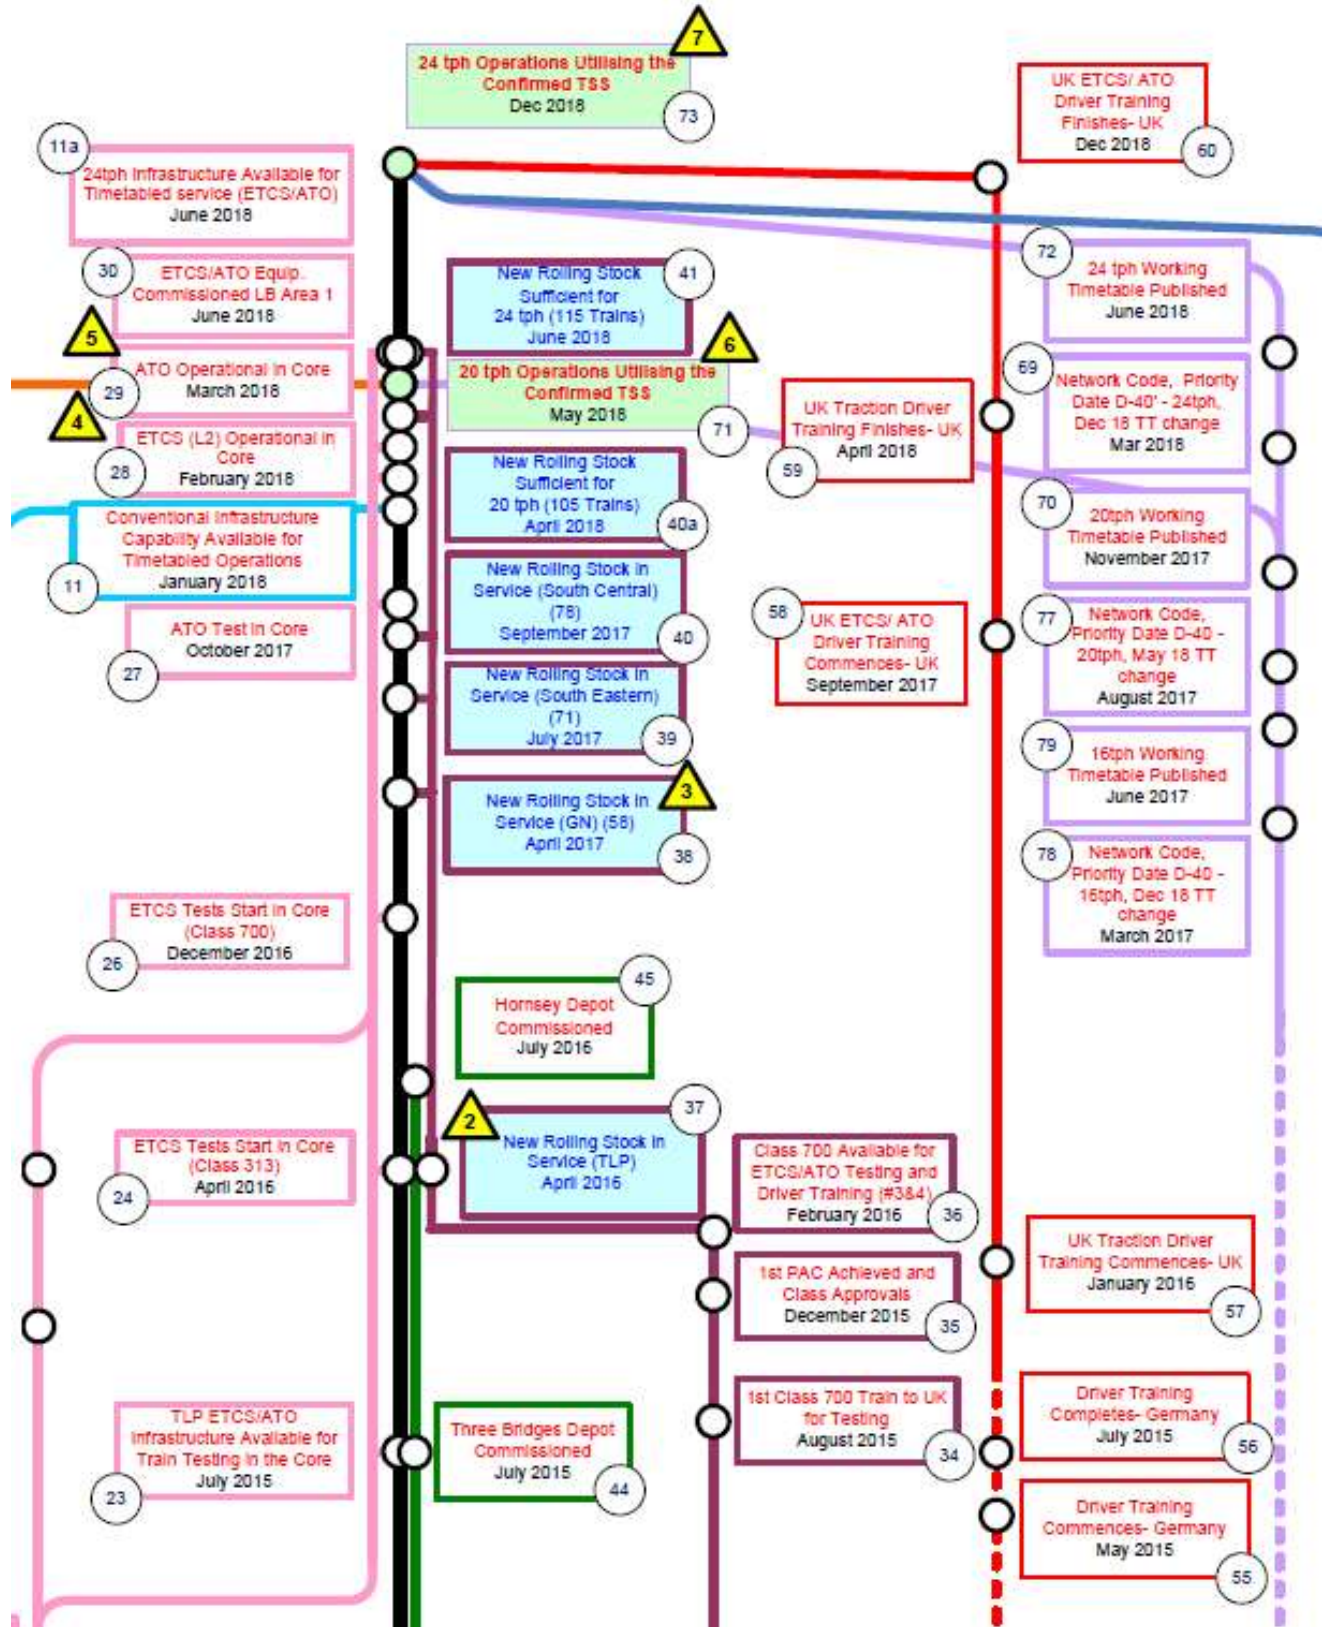 7
24 tph Operations Utilising the
Confirmed TSS
Dec 2018
73
UK ETCS/ ATO
Driver Training
Finishes- UK
Dec 2018
60
11a
24tph Infrastructure Available for
Timetabled service (ETCS/ATO)
June 2018
30
ETCS/ATO Equip.
Commissioned LB Area 1
June 2018
5
ATO Operational in Core
March 2018
29
4
ETCS (L2) Operational in
Core
February 2018
28
Conventional Infrastructure
Capability Available for
Timetabled Operations
January 2018
11
ATO Test in Core
October 2017
27
ETCS Tests Start in Core
(Class 700)
December 2016
26
ETCS Tests Start in Core
(Class 313)
April 2016
24
TLP ETCS/ATO
Infrastructure Available for
Train Testing in the Core
July 2015
23
41
New Rolling Stock
Sufficient for
24 tph (115 Trains)
June 2018
6
20 tph Operations Utilising the
Confirmed TSS
May 2018
71
New Rolling Stock
Sufficient for
20 tph (105 Trains)
April 2018
40a
New Rolling Stock in
Service (South Central)
(78)
September 2017
40
New Rolling Stock in
Service (South Eastern)
(71)
July 2017
39
3
New Rolling Stock in
Service (GN) (58)
April 2017
38
45
Hornsey Depot
Commissioned
July 2016
37
2
New Rolling Stock in
Service (TLP)
April 2016
Three Bridges Depot
Commissioned
July 2015
44
UK Traction Driver
Training Finishes- UK
April 2018
59
58
UK ETCS/ ATO
Driver Training
Commences- UK
September 2017
Class 700 Available for
ETCS/ATO Testing and
Driver Training (#3&4)
February 2016
36
1st PAC Achieved and
Class Approvals
December 2015
35
1st Class 700 Train to UK
for Testing
August 2015
34
72
24 tph Working
Timetable Published
June 2018
69
Network Code, Priority
Date D-40' - 24tph,
Dec 18 TT change
Mar 2018
70
20tph Working
Timetable Published
November 2017
77
Network Code,
Priority Date D-40 -
20tph, May 18 TT
change
August 2017
79
16tph Working
Timetable Published
June 2017
78
Network Code,
Priority Date D-40 -
16tph, Dec 18 TT
change
March 2017
UK Traction Driver
Training Commences- UK
January 2016
57
Driver Training
Completes- Germany
July 2015
56
Driver Training
Commences- Germany
May 2015
55